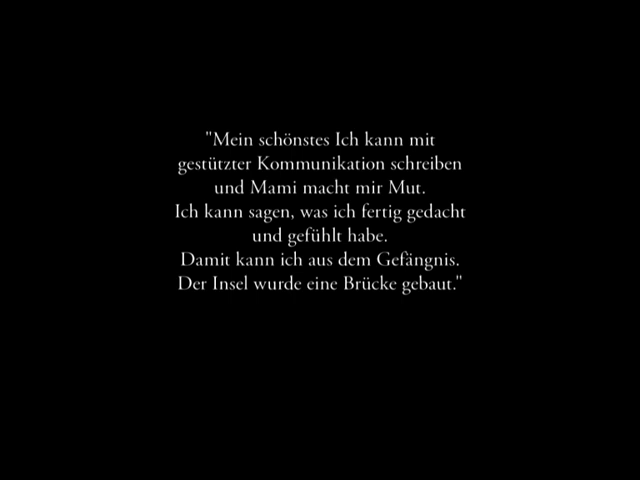 "Mein schönstes Ich kann mit
gestützter Kommunikation schreiben
und Mami macht mir Mut.
Ich kann sagen, was ich fertig gedacht
und gefühlt habe.
Damit kann ich aus dem Gefängnis.
Der Insel wurde eine Brücke gebaut."